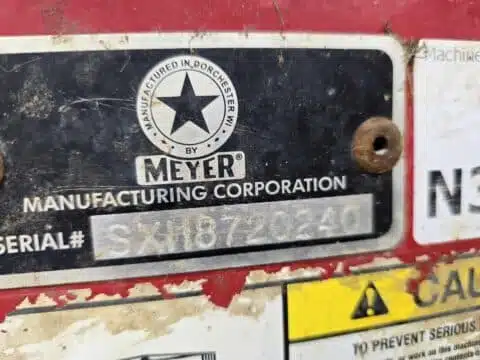 MANUFACTURED IN DORCHESTER WI
BY
MEYER®
MANUFACTURING CORPORATION
SERIAL# SXH8720240
Machine
N3
CAU
TO PREVENT SERIOUS